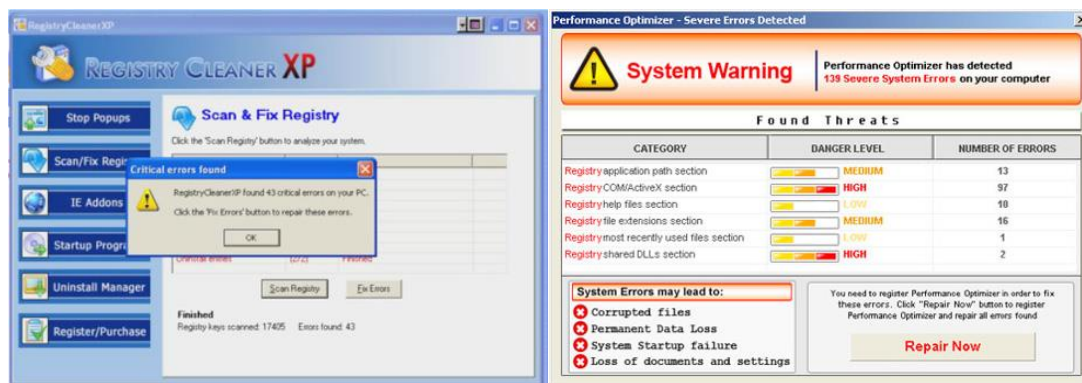 RegistryCleanerXP
REGISTRY CLEANER XP
Stop Popups
Scan/Fix Regis
IE Addons
Startup Progra
Uninstall Manager
Register/Purchase
Scan & Fix Registry
Click the 'Scan Registry' button to analyze your system.
Critical errors found
RegistryCleanerXP found 43 critical errors on your PC.
Click the 'Fix Errors' button to repair these errors.
OK
Uninstall entries (2/2) Finished
Scan Registry Fix Errors
Finished
Registry keys scanned: 17405 Errors found: 43
Performance Optimizer - Severe Errors Detected
System Warning
Performance Optimizer has detected
139 Severe System Errors on your computer
Found Threats
CATEGORY DANGER LEVEL NUMBER OF ERRORS
Registry application path section MEDIUM 13
Registry COM/ActiveX section HIGH 97
Registry help files section LOW 10
Registry file extensions section MEDIUM 16
Registry most recently used files section LOW 1
Registry shared DLLs section HIGH 2
System Errors may lead to:
Corrupted files
Permanent Data Loss
System Startup failure
Loss of documents and settings
You need to register Performance Optimizer in order to fix
these errors. Click "Repair Now" button to register
Performance Optimizer and repair all errors found
Repair Now